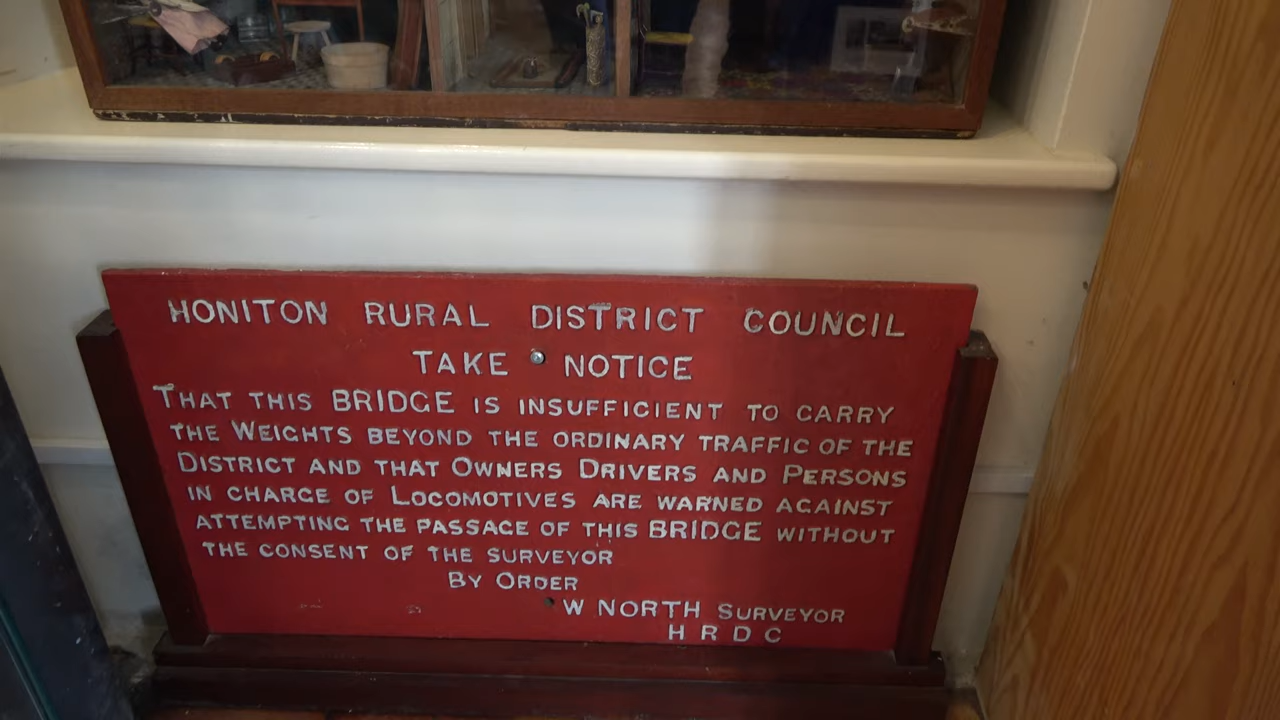 HONITON RURAL DISTRICT COUNCIL
TAKE NOTICE
THAT THIS BRIDGE IS INSUFFICIENT TO CARRY
THE WEIGHTS BEYOND THE ORDINARY TRAFFIC OF THE
DISTRICT AND THAT OWNERS DRIVERS AND PERSONS
IN CHARGE OF LOCOMOTIVES ARE WARNED AGAINST
ATTEMPTING THE PASSAGE OF THIS BRIDGE WITHOUT
THE CONSENT OF THE SURVEYOR
BY ORDER
W NORTH SURVEYOR
H R D C